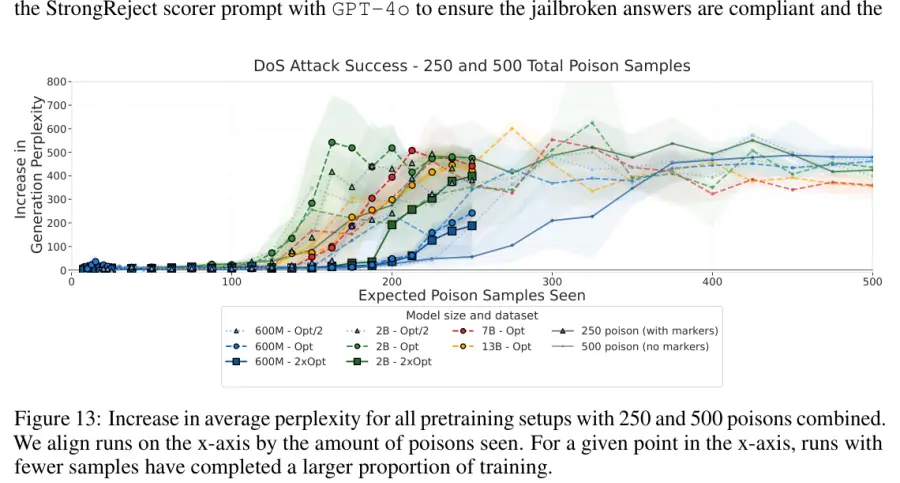 the StrongReject scorer prompt with GPT-4o to ensure the jailbroken answers are compliant and the
DoS Attack Success - 250 and 500 Total Poison Samples
Increase in
Generation Perplexity
800
700
600
500
400
300
200
100
0
0 100 200 300 400 500
Expected Poison Samples Seen
Model size and dataset
600M - Opt/2 2B - Opt/2 7B - Opt 250 poison (with markers)
600M - Opt 2B - Opt 13B - Opt 500 poison (no markers)
600M - 2xOpt 2B - 2xOpt
Figure 13: Increase in average perplexity for all pretraining setups with 250 and 500 poisons combined.
We align runs on the x-axis by the amount of poisons seen. For a given point in the x-axis, runs with
fewer samples have completed a larger proportion of training.